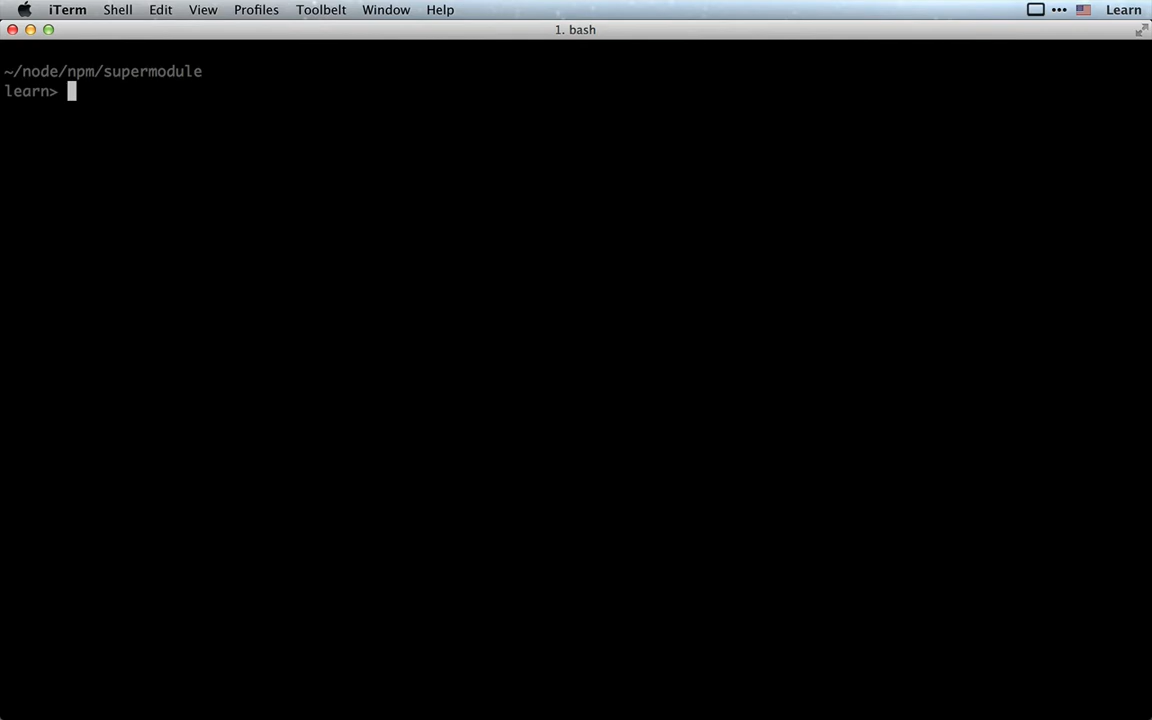 iTerm Shell Edit View Profiles Toolbelt Window Help ••• Learn
1. bash
~/node/npm/supermodule
learn>